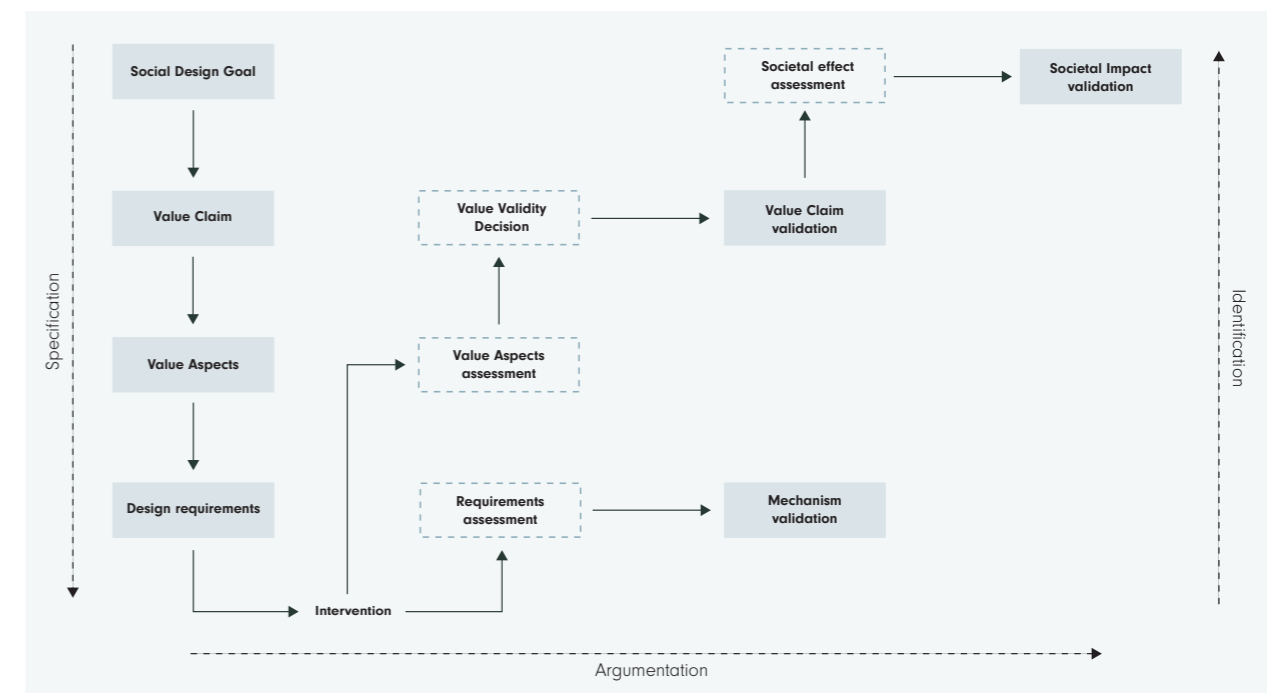 Social Design Goal
Societal effect
assessment
Societal Impact
validation
Value Claim
Value Validity
Decision
Value Claim
validation
Specification
Identification
Value Aspects
Value Aspects
assessment
Design requirements
Requirements
assessment
Mechanism
validation
Intervention
Argumentation